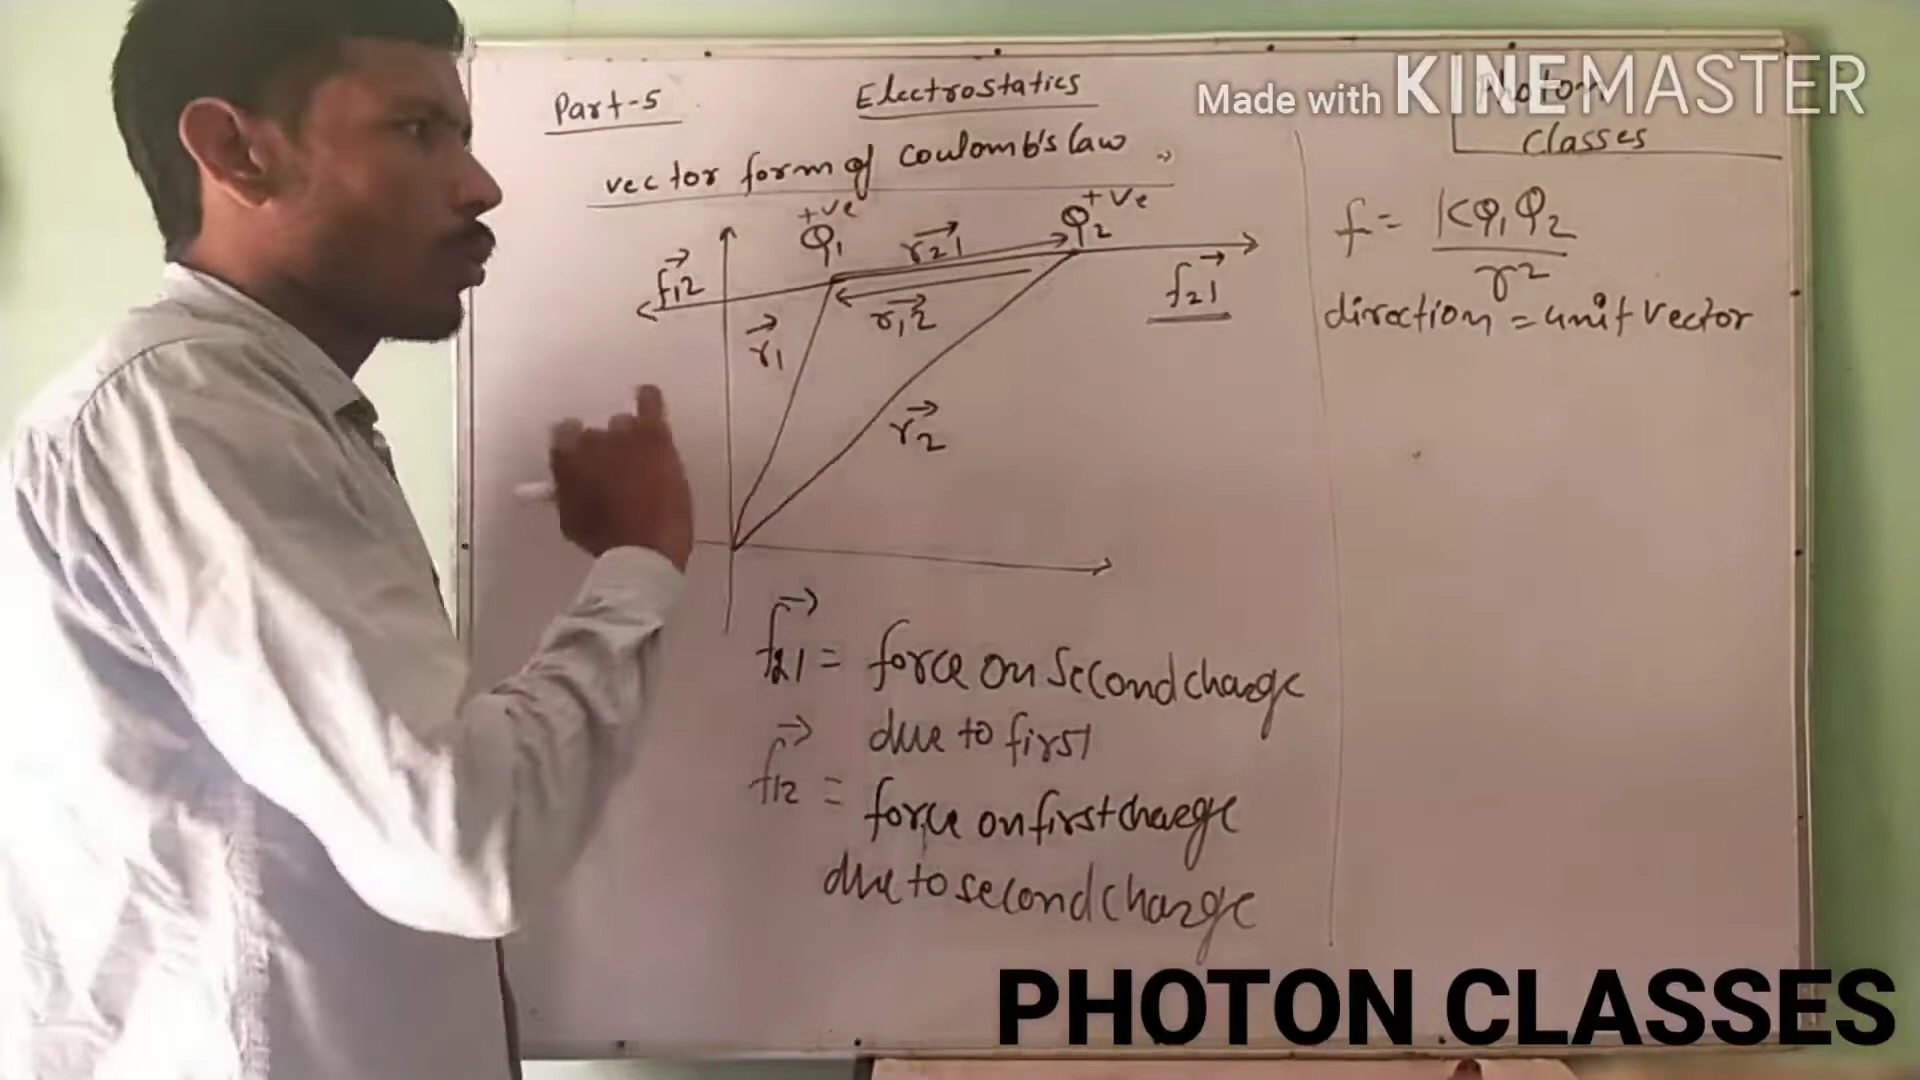 Part-5
Electrostatics
Made with KINEMASTER
Photon
Classes
vector form of Coulomb's law
+ve
+ve
Q1
Q2
r21
f12
r12
f21
r1
r2
f = KQ1Q2
r2
direction = unit vector
f21 = force on second charge
due to first
f12 = force on first charge
due to second charge
PHOTON CLASSES